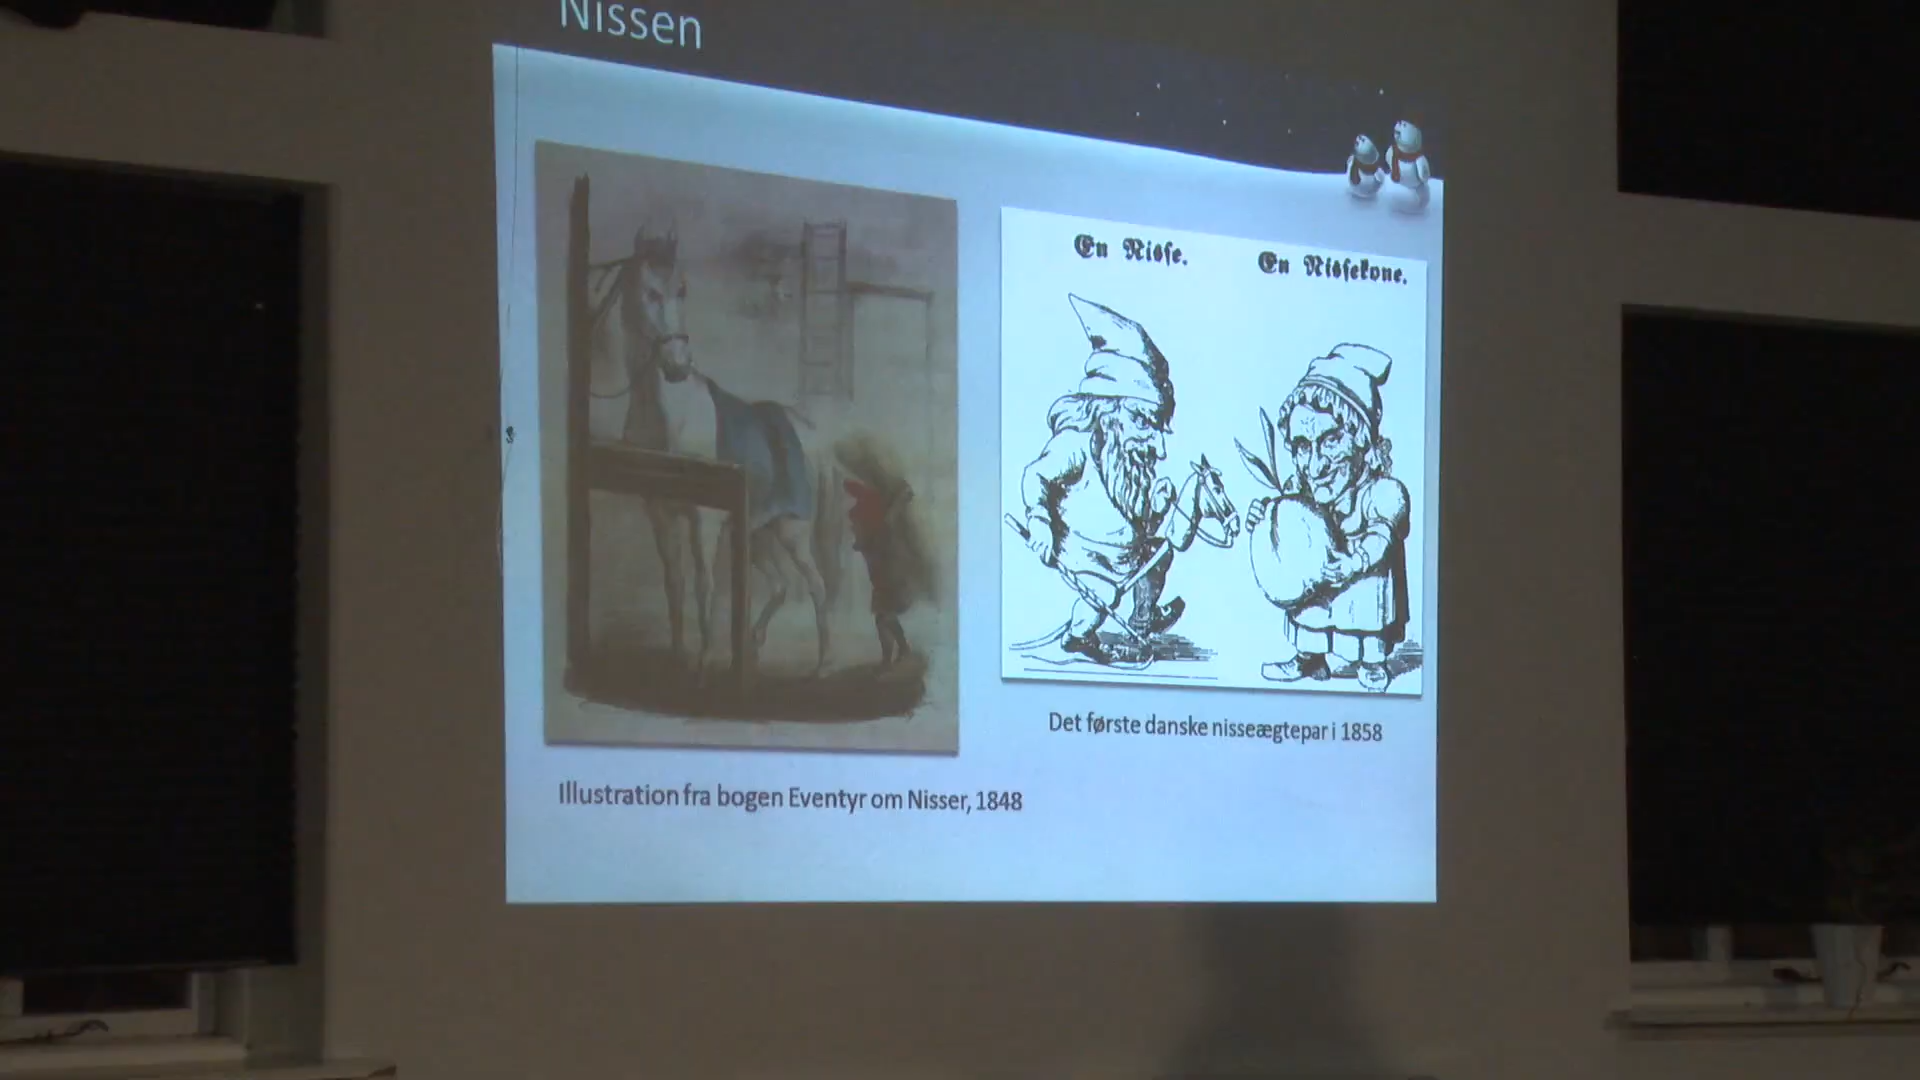 Nissen
En Nisse.
En Nissekone.
Det første danske nisseægtepar i 1858
Illustration fra bogen Eventyr om Nisser, 1848